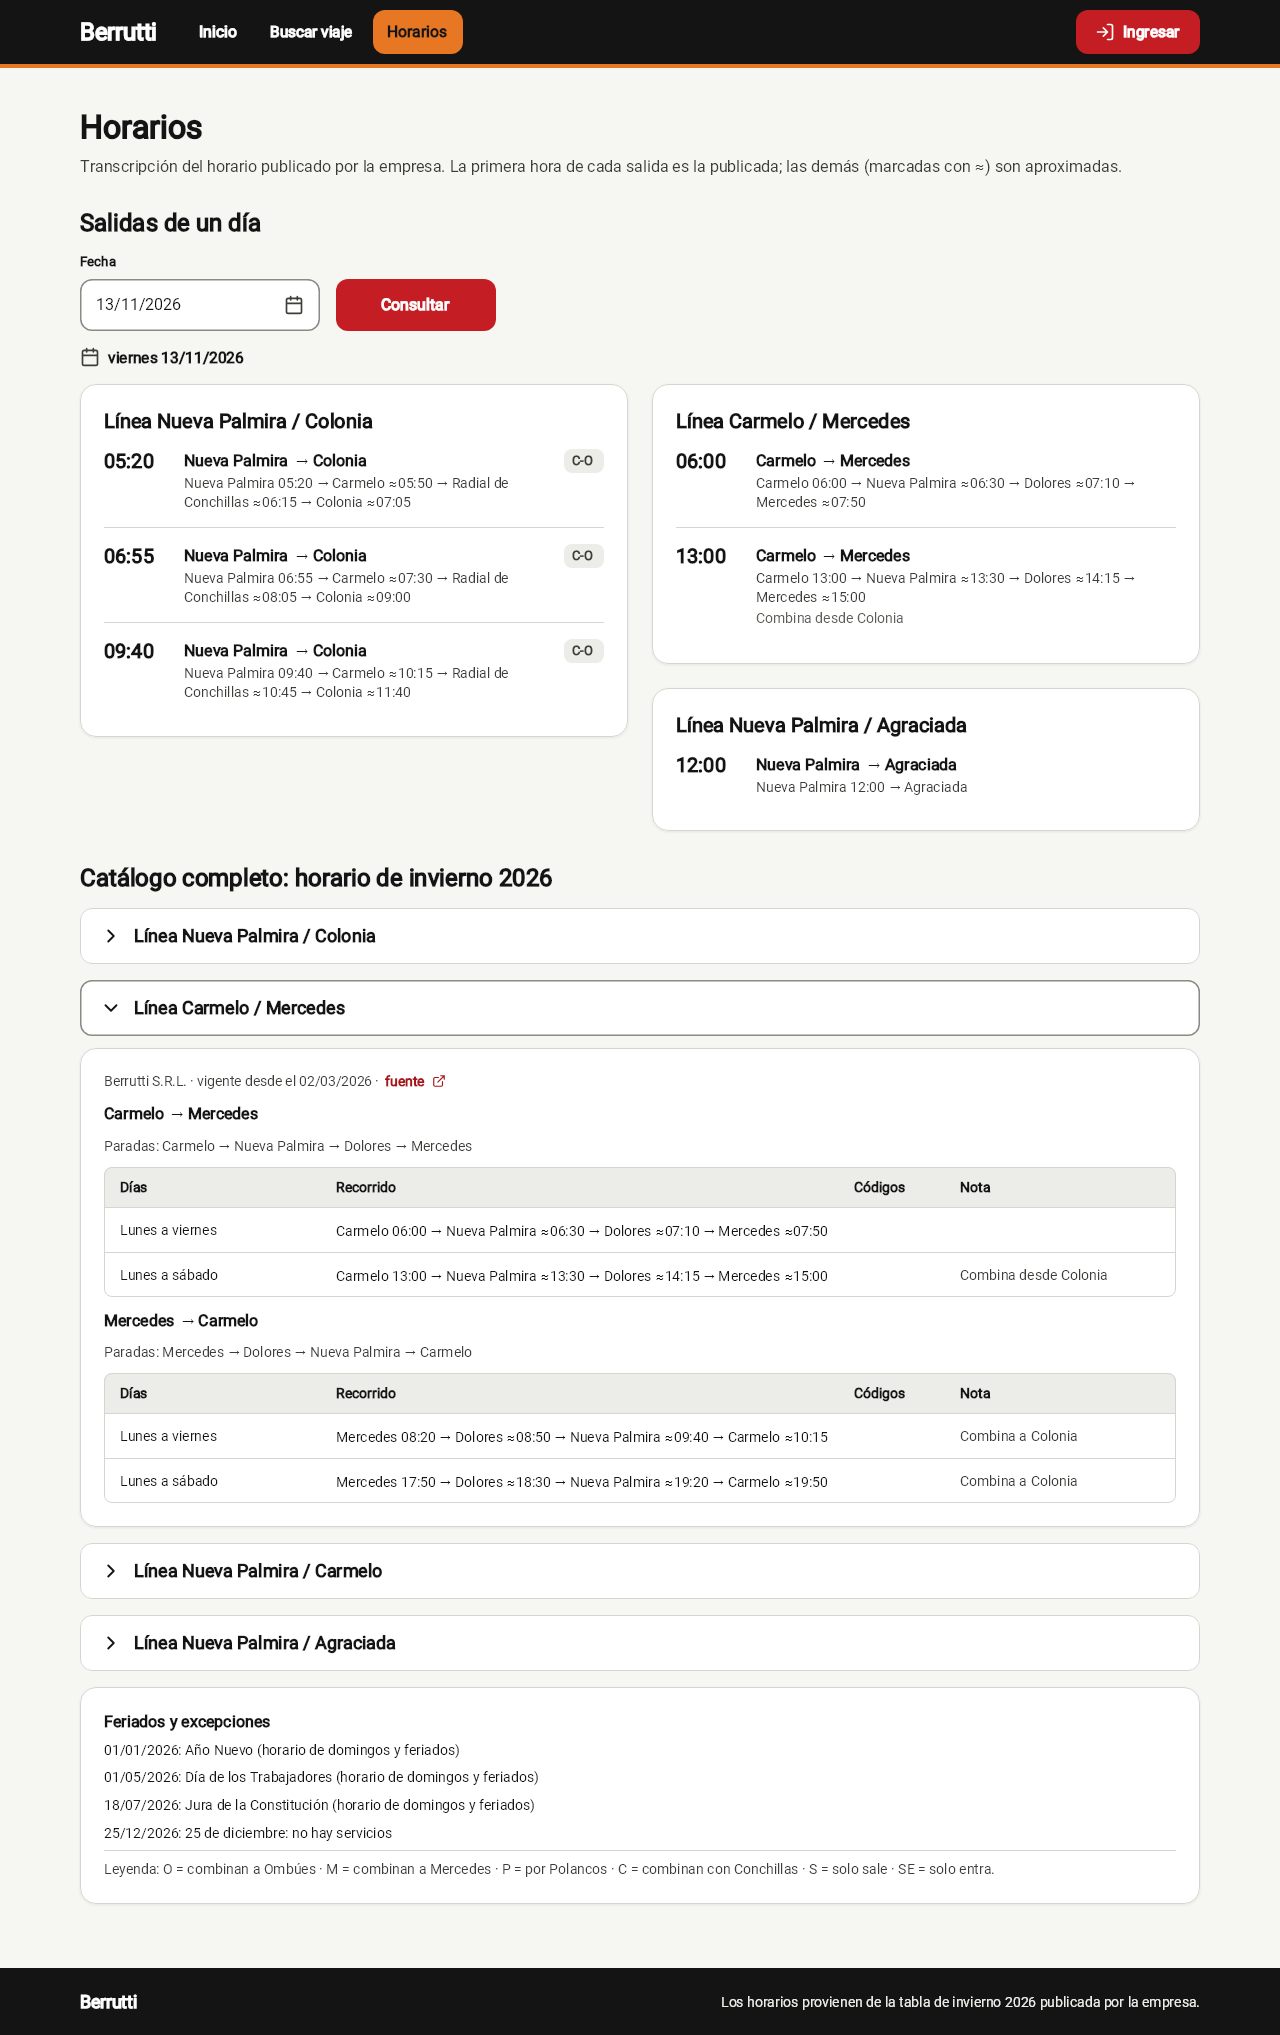 Berrutti
Inicio
Buscar viaje
Horarios
Ingresar
Horarios
Transcripción del horario publicado por la empresa. La primera hora de cada salida es la publicada; las demás (marcadas con ≈) son aproximadas.
Salidas de un día
Fecha
13/11/2026
Consultar
viernes 13/11/2026
Línea Nueva Palmira / Colonia
05:20 Nueva Palmira → Colonia C-O
Nueva Palmira 05:20 → Carmelo ≈05:50 → Radial de
Conchillas ≈06:15 → Colonia ≈07:05
06:55 Nueva Palmira → Colonia C-O
Nueva Palmira 06:55 → Carmelo ≈07:30 → Radial de
Conchillas ≈08:05 → Colonia ≈09:00
09:40 Nueva Palmira → Colonia C-O
Nueva Palmira 09:40 → Carmelo ≈10:15 → Radial de
Conchillas ≈10:45 → Colonia ≈11:40
Línea Carmelo / Mercedes
06:00 Carmelo → Mercedes
Carmelo 06:00 → Nueva Palmira ≈06:30 → Dolores ≈07:10 →
Mercedes ≈07:50
13:00 Carmelo → Mercedes
Carmelo 13:00 → Nueva Palmira ≈13:30 → Dolores ≈14:15 →
Mercedes ≈15:00
Combina desde Colonia
Línea Nueva Palmira / Agraciada
12:00 Nueva Palmira → Agraciada
Nueva Palmira 12:00 → Agraciada
Catálogo completo: horario de invierno 2026
Línea Nueva Palmira / Colonia
Línea Carmelo / Mercedes
Berrutti S.R.L. · vigente desde el 02/03/2026 · fuente
Carmelo → Mercedes
Paradas: Carmelo → Nueva Palmira → Dolores → Mercedes
Días Recorrido Códigos Nota
Lunes a viernes Carmelo 06:00 → Nueva Palmira ≈06:30 → Dolores ≈07:10 → Mercedes ≈07:50
Lunes a sábado Carmelo 13:00 → Nueva Palmira ≈13:30 → Dolores ≈14:15 → Mercedes ≈15:00 Combina desde Colonia
Mercedes → Carmelo
Paradas: Mercedes → Dolores → Nueva Palmira → Carmelo
Días Recorrido Códigos Nota
Lunes a viernes Mercedes 08:20 → Dolores ≈08:50 → Nueva Palmira ≈09:40 → Carmelo ≈10:15 Combina a Colonia
Lunes a sábado Mercedes 17:50 → Dolores ≈18:30 → Nueva Palmira ≈19:20 → Carmelo ≈19:50 Combina a Colonia
Línea Nueva Palmira / Carmelo
Línea Nueva Palmira / Agraciada
Feriados y excepciones
01/01/2026: Año Nuevo (horario de domingos y feriados)
01/05/2026: Día de los Trabajadores (horario de domingos y feriados)
18/07/2026: Jura de la Constitución (horario de domingos y feriados)
25/12/2026: 25 de diciembre: no hay servicios
Leyenda: O = combinan a Ombúes · M = combinan a Mercedes · P = por Polancos · C = combinan con Conchillas · S = solo sale · SE = solo entra.
Berrutti
Los horarios provienen de la tabla de invierno 2026 publicada por la empresa.